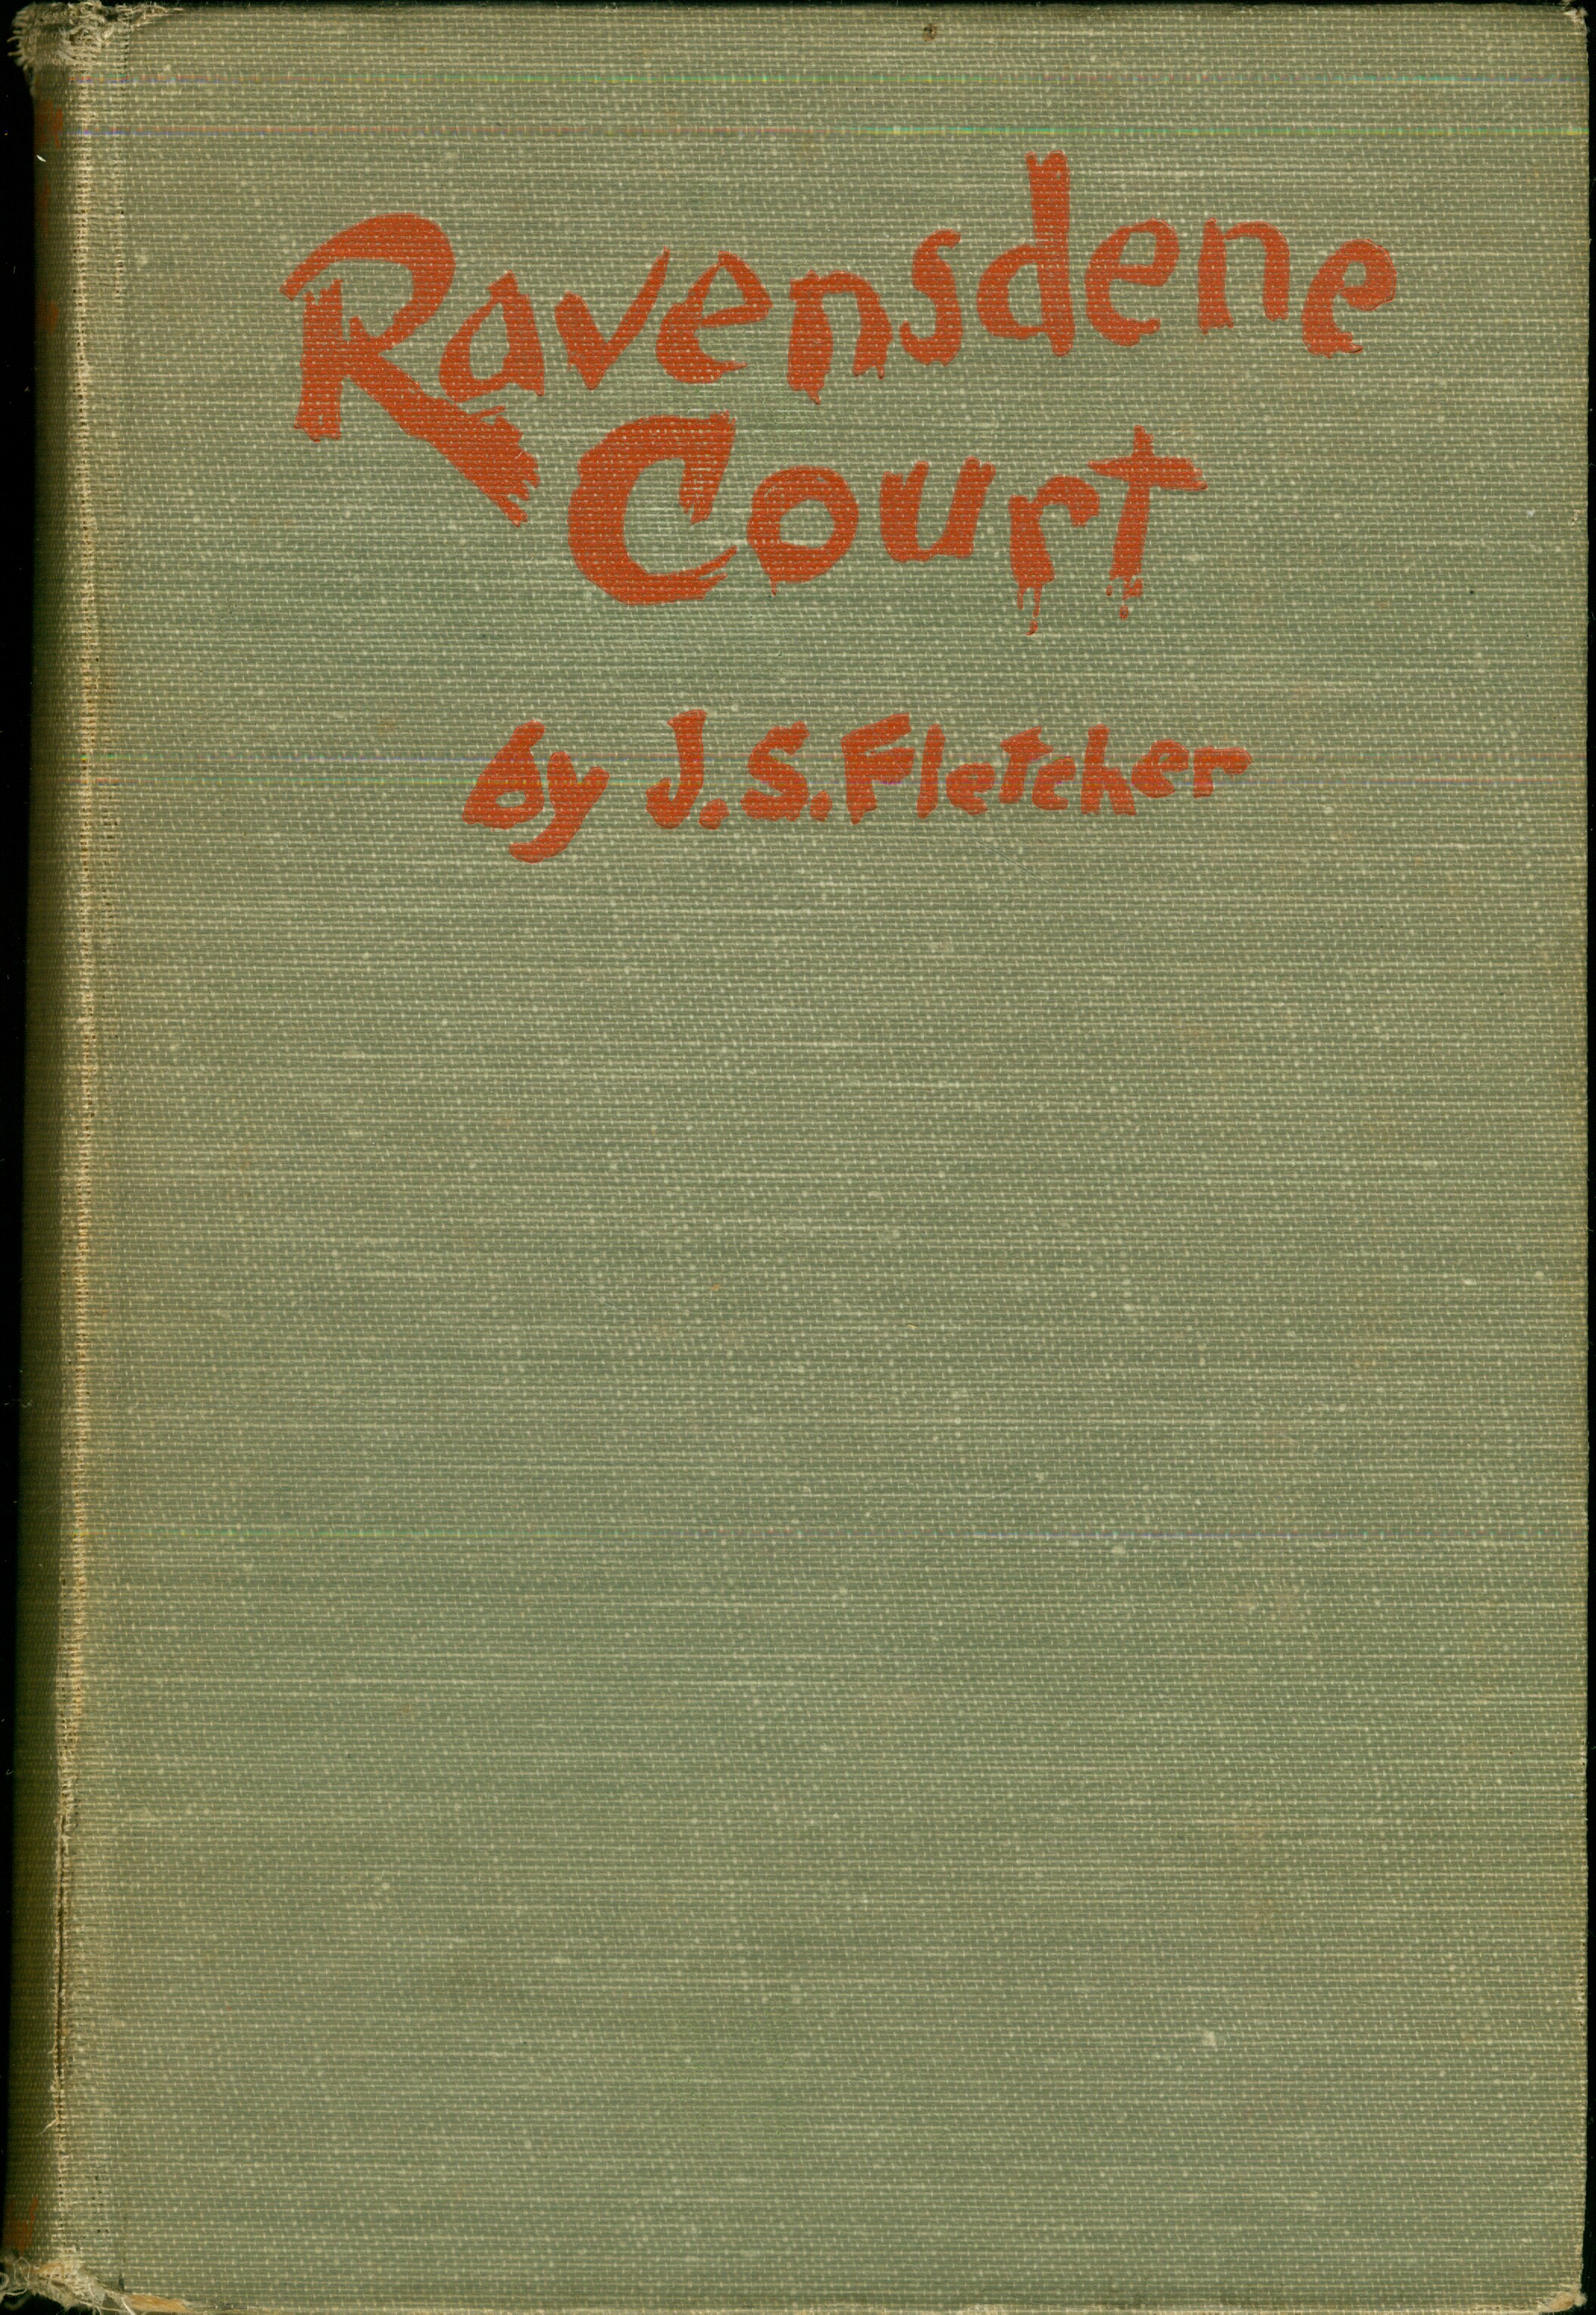 Ravensdene
Court
by J.S. Fletcher